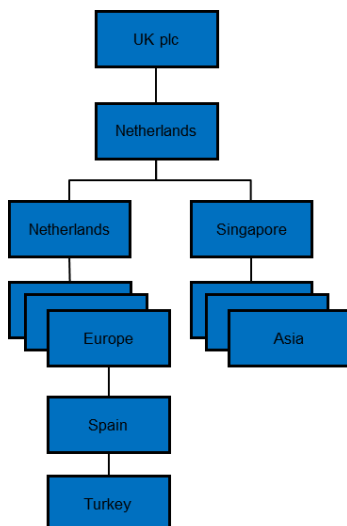 UK plc
Netherlands
Netherlands
Singapore
Europe
Asia
Spain
Turkey